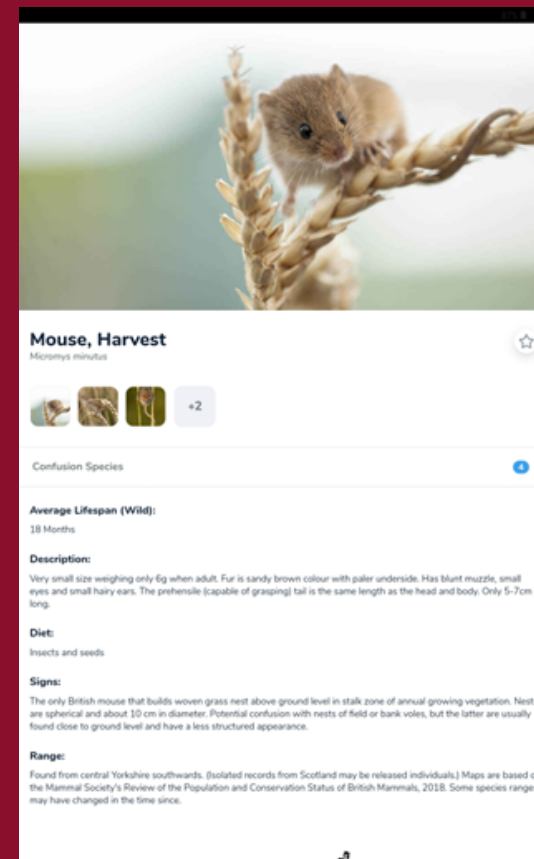 87%
Mouse, Harvest
Micromys minutus
+2
Confusion Species
4
Average Lifespan (Wild):
18 Months
Description:
Very small size weighing only 6g when adult. Fur is sandy brown colour with paler underside. Has blunt muzzle, small
eyes and small hairy ears. The prehensile (capable of grasping) tail is the same length as the head and body. Only 5-7cm
long.
Diet:
Insects and seeds
Signs:
The only British mouse that builds woven grass nest above ground level in stalk zone of annual growing vegetation. Nest
are spherical and about 10 cm in diameter. Potential confusion with nests of field or bank voles, but the latter are usually
found close to ground level and have a less structured appearance.
Range:
Found from central Yorkshire southwards. (Isolated records from Scotland may be released individuals.) Maps are based o
the Mammal Society's Review of the Population and Conservation Status of British Mammals, 2018. Some species range
may have changed in the time since.